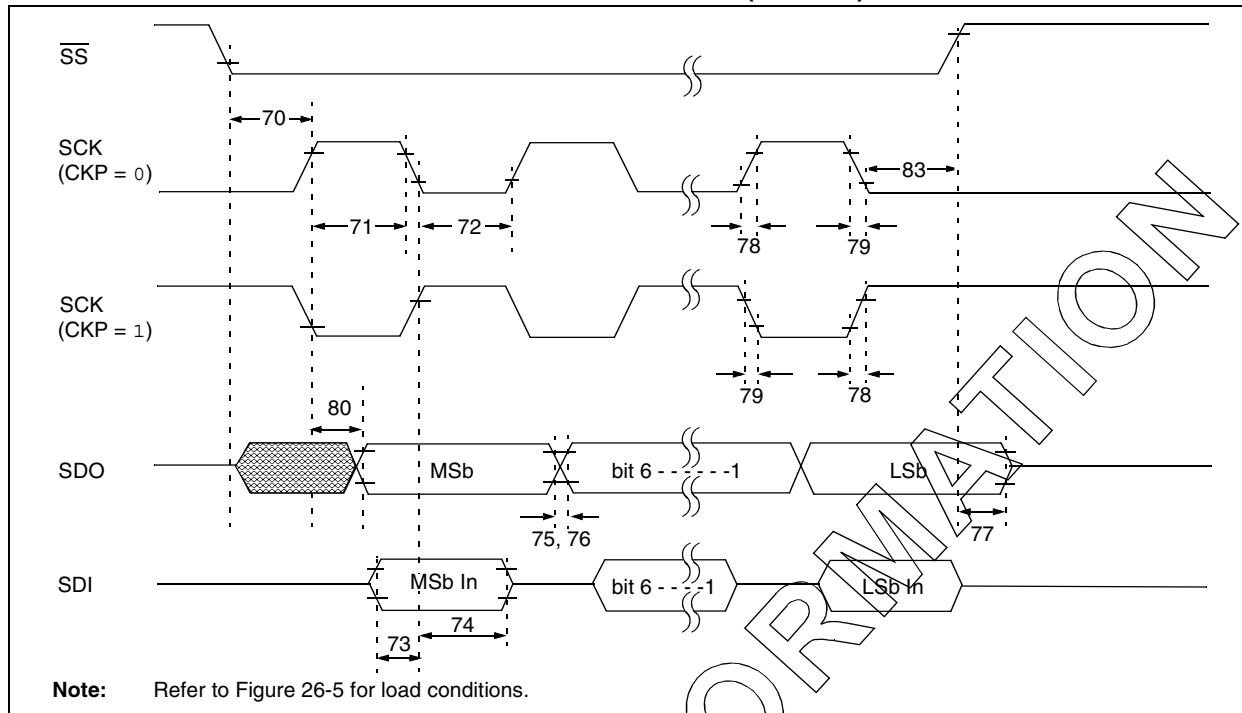 SS
70
SCK
(CKP = 0)
83
71
72
78
79
SCK
(CKP = 1)
79
78
80
SDO
MSb
bit 6 - - - - - -1
LSb
75, 76
77
SDI
MSb In
bit 6 - - - -1
LSb In
73
74
Note: Refer to Figure 26-5 for load conditions.
ORMATION